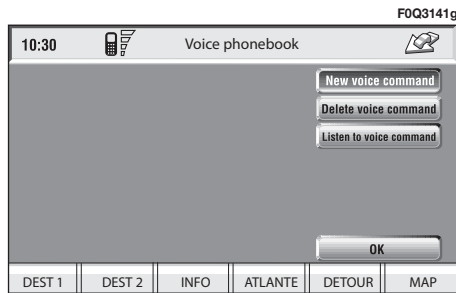 F0Q3141g
10:30 Voice phonebook
New voice command
Delete voice command
Listen to voice command
OK
DEST 1 DEST 2 INFO ATLANTE DETOUR MAP